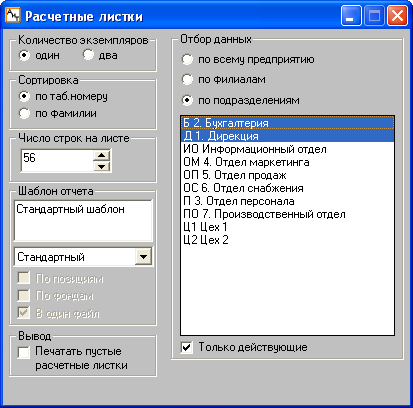 Расчетные листки
Количество экземпляров
один
два
Сортировка
по таб.номеру
по фамилии
Число строк на листе
56
Шаблон отчета
Стандартный шаблон
Стандартный
По позициям
По фондам
В один файл
Вывод
Печатать пустые
расчетные листки
Отбор данных
по всему предприятию
по филиалам
по подразделениям
Б 2. Бухгалтерия
Д 1. Дирекция
ИО Информационный отдел
ОМ 4. Отдел маркетинга
ОП 5. Отдел продаж
ОС 6. Отдел снабжения
П 3. Отдел персонала
ПО 7. Производственный отдел
Ц1 Цех 1
Ц2 Цех 2
Только действующие